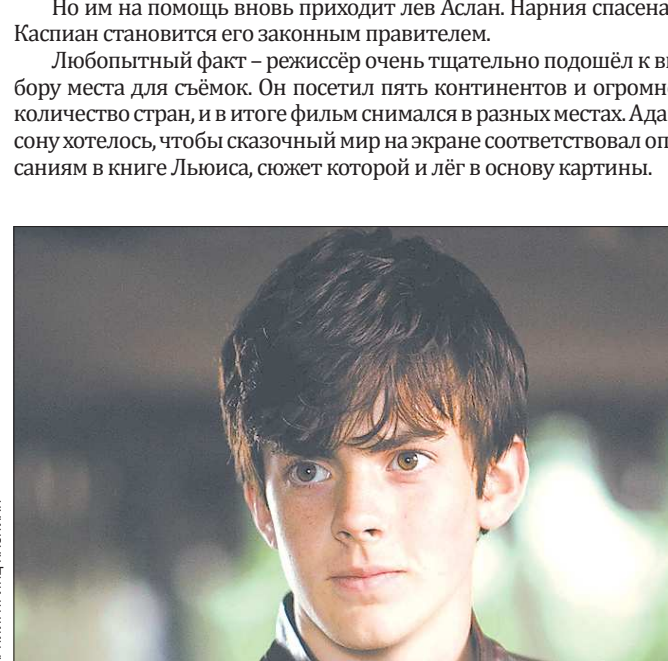 Но им на помощь вновь приходит лев Аслан. Нарния спасена
Каспиан становится его законным правителем.
Любопытный факт – режиссёр очень тщательно подошёл к вы
бору места для съёмок. Он посетил пять континентов и огромно
количество стран, и в итоге фильм снимался в разных местах. Ада
сону хотелось, чтобы сказочный мир на экране соответствовал оп
саниям в книге Льюиса, сюжет которой и лёг в основу картины.